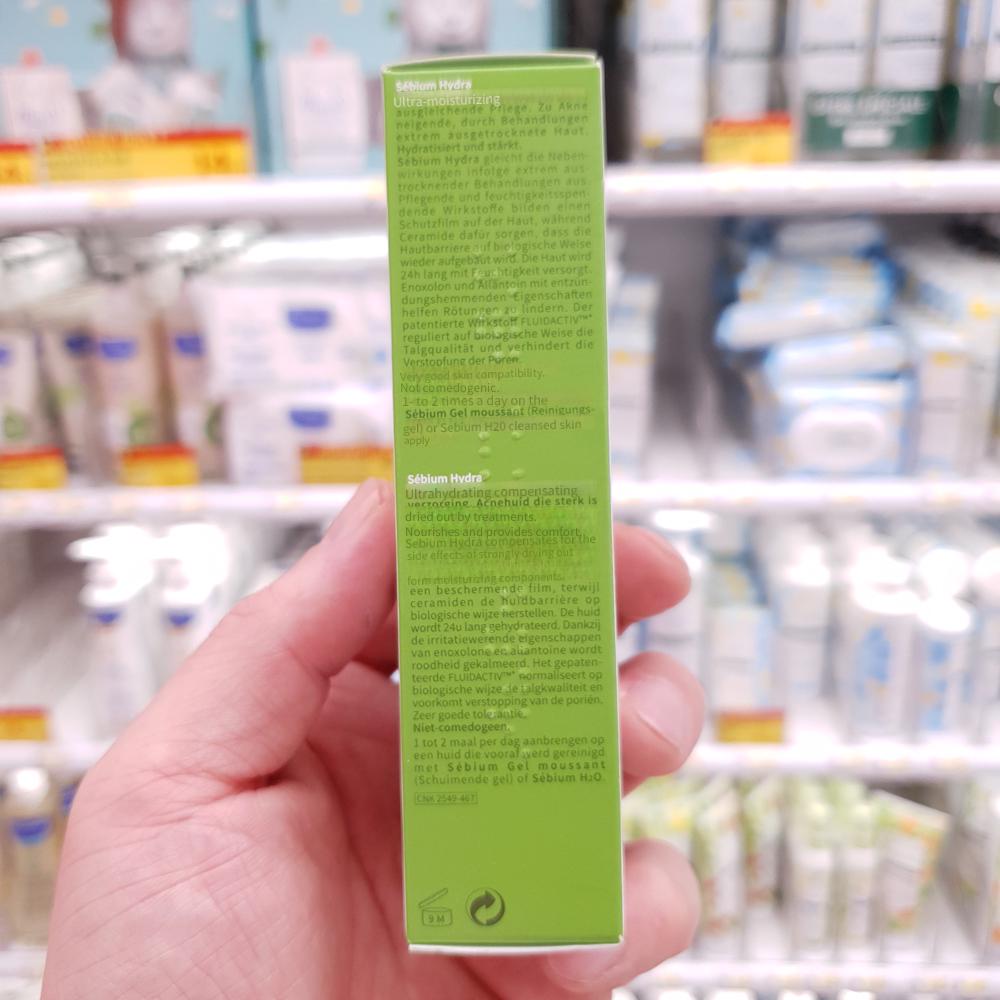 Sébium Hydra
Ultra-moisturizing
ausgleichende Pflege. Zu Akne
neigende, durch Behandlungen
extrem ausgetrocknete Haut.
Hydratisiert und stärkt.
Sébium Hydra gleicht die Neben-
wirkungen infolge extrem aus-
trocknender Behandlungen aus.
Pflegende und feuchtigkeitsspen-
dende Wirkstoffe bilden einen
Schutzfilm auf der Haut, während
Ceramide dafür sorgen, dass die
Hautbarriere auf biologische Weise
wieder aufgebaut wird. Die Haut wird
24h lang mit Feuchtigkeit versorgt.
Enoxolon und Allantoin mit entzün-
dungshemmenden Eigenschaften
helfen Rötungen zu lindern. Der
patentierte Wirkstoff FLUIDACTIV™*
reguliert auf biologische Weise die
Talgqualität und verhindert die
Verstopfung der Poren.
Very good skin compatibility.
Not comedogenic.
1- to 2 times a day on the
Sébium Gel moussant (Reinigungs-
gel) or Sebium H20 cleansed skin
apply
Sébium Hydra
Ultrahydrating compensating
verzorging. Acnehuid die sterk is
dried out by treatments.
Nourishes and provides comfort.
Sebium Hydra compensates for the
side effects of strongly drying out
form moisturizing components.
een beschermende film, terwijl
ceramiden de huidbarrière op
biologische wijze herstellen. De huid
wordt 24u lang gehydrateerd. Dankzij
de irritatiewerende eigenschappen
van enoxolone en allantoine wordt
roodheid gekalmeerd. Het gepaten-
teerde FLUIDACTIV™* normaliseert op
biologische wijze de talgkwaliteit en
voorkomt verstopping van de poriën.
Zeer goede tolerantie.
Niet-comedogeen.
1 tot 2 maal per dag aanbrengen op
een huid die vooraf werd gereinigd
met Sébium Gel moussant
(Schuimende gel) of Sébium H₂O.
CNK 2549-467
9 M